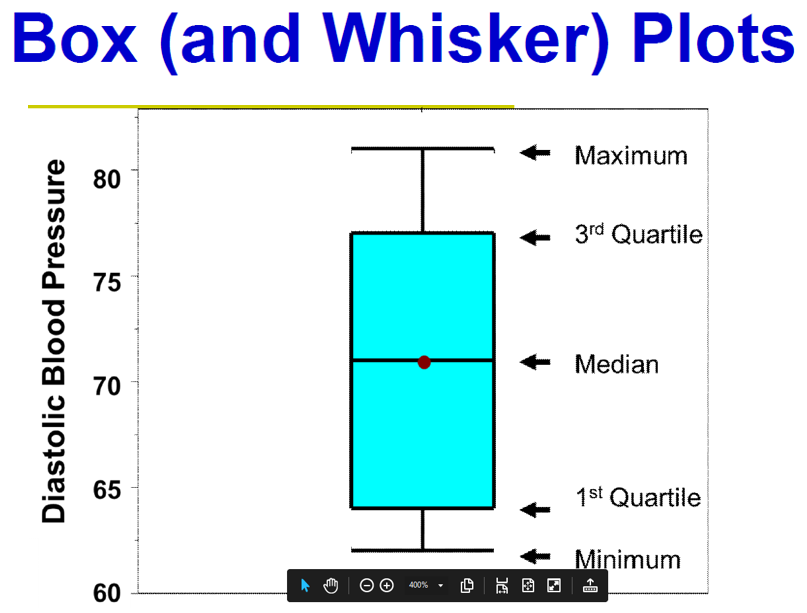 Box (and Whisker) Plots
Diastolic Blood Pressure
80
75
70
65
60
Maximum
3rd Quartile
Median
1st Quartile
Minimum
400%